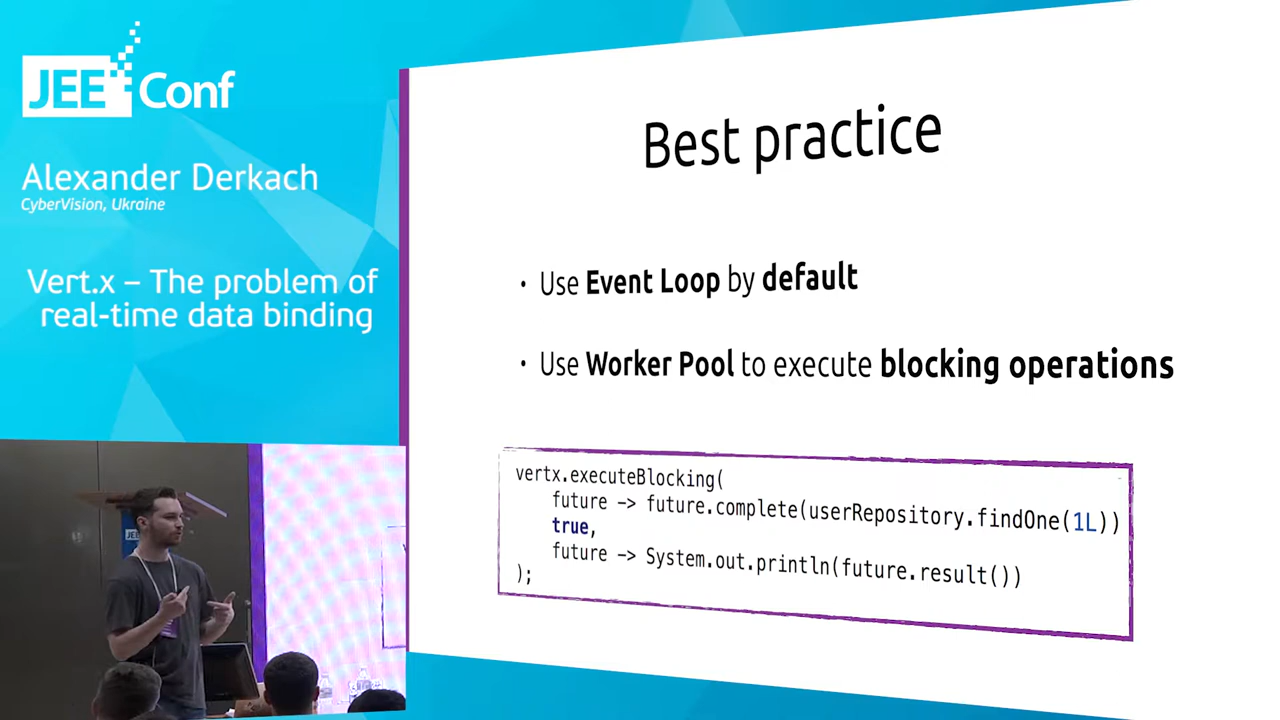 JEE Conf
Alexander Derkach
CyberVision, Ukraine
Vert.x – The problem of
real-time data binding
Best practice
• Use Event Loop by default
• Use Worker Pool to execute blocking operations
vertx.executeBlocking(
future -> future.complete(userRepository.findOne(1L))
true,
future -> System.out.println(future.result())
);
JEE